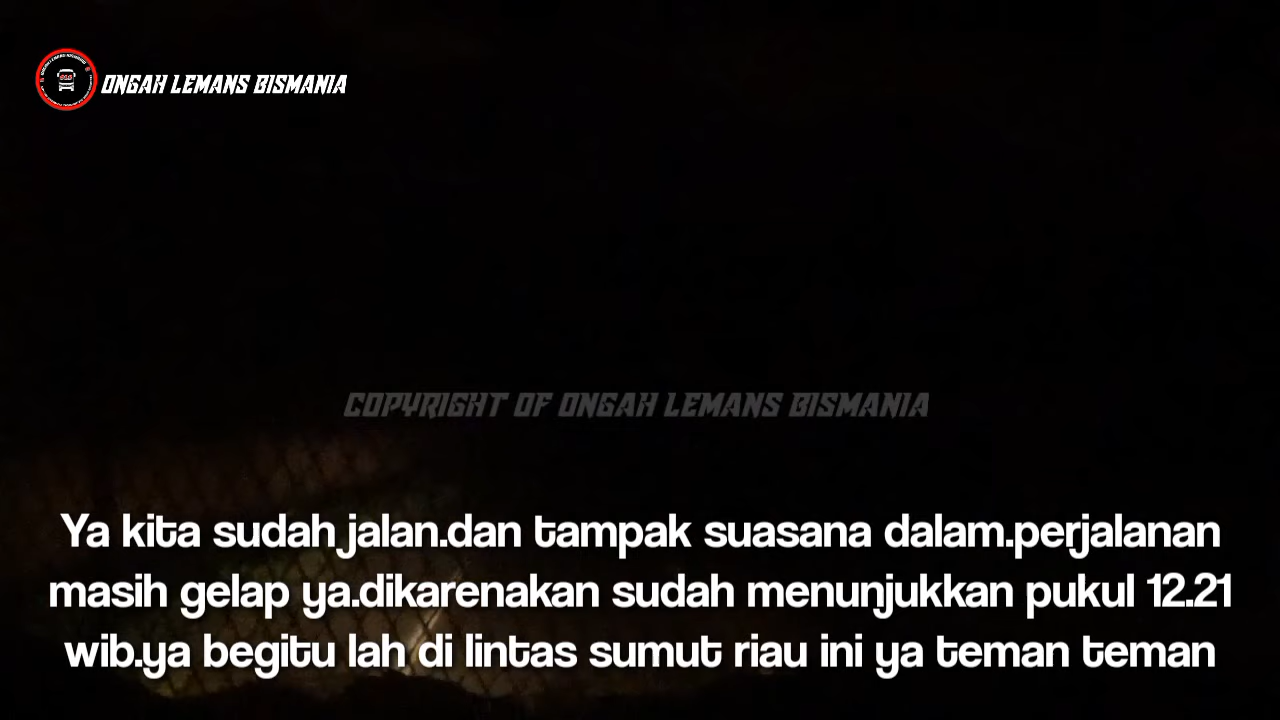 ONGAH LEMANS BISMANIA
COPYRIGHT OF ONGAH LEMANS BISMANIA
Ya kita sudah jalan.dan tampak suasana dalam.perjalanan
masih gelap ya.dikarenakan sudah menunjukkan pukul 12.21
wib.ya begitu lah di lintas sumut riau ini ya teman teman